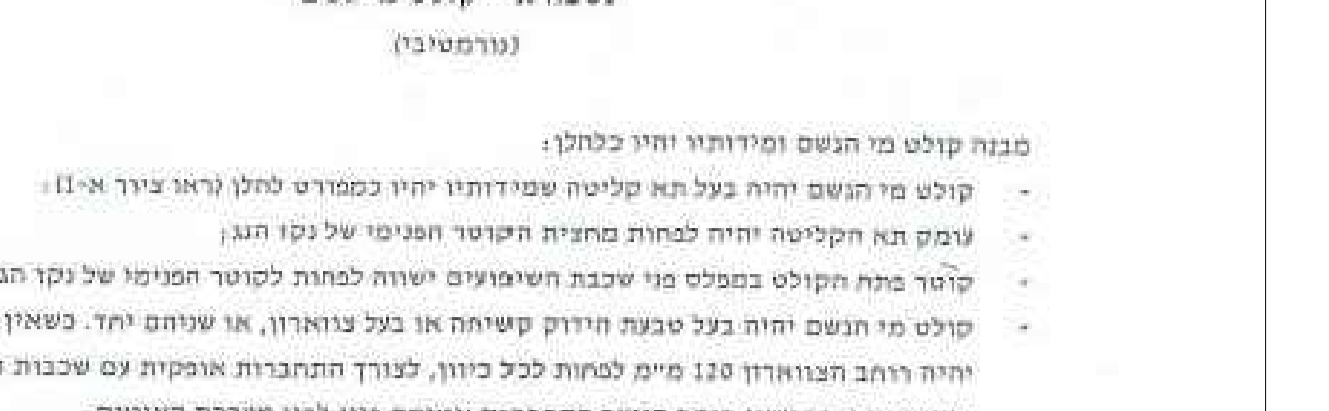 (נורמטיבי)
מבנה קולט מי הגשם ומידותיו יהיו כלהלן:
- קולט מי הגשם יהיה בעל תא קליטה שמידותיו יהיו כמפורט להלן (ראו ציור א-1):
- עומק תא הקליטה יהיה לפחות מחצית הקוטר הפנימי של נקז הגג;
- קוטר פתח הקולט במפלס פני שכבת השיפועים ישווה לפחות לקוטר הפנימי של נקז
- קולט מי הגשם יהיה בעל טבעת הידוק קשיחה או בעל צווארון, או שניהם יחד. כשאין
יהיה רוחב הצווארון 120 מ"מ לפחות לכל כיוון, לצורך התחברות אופקית עם שכבות